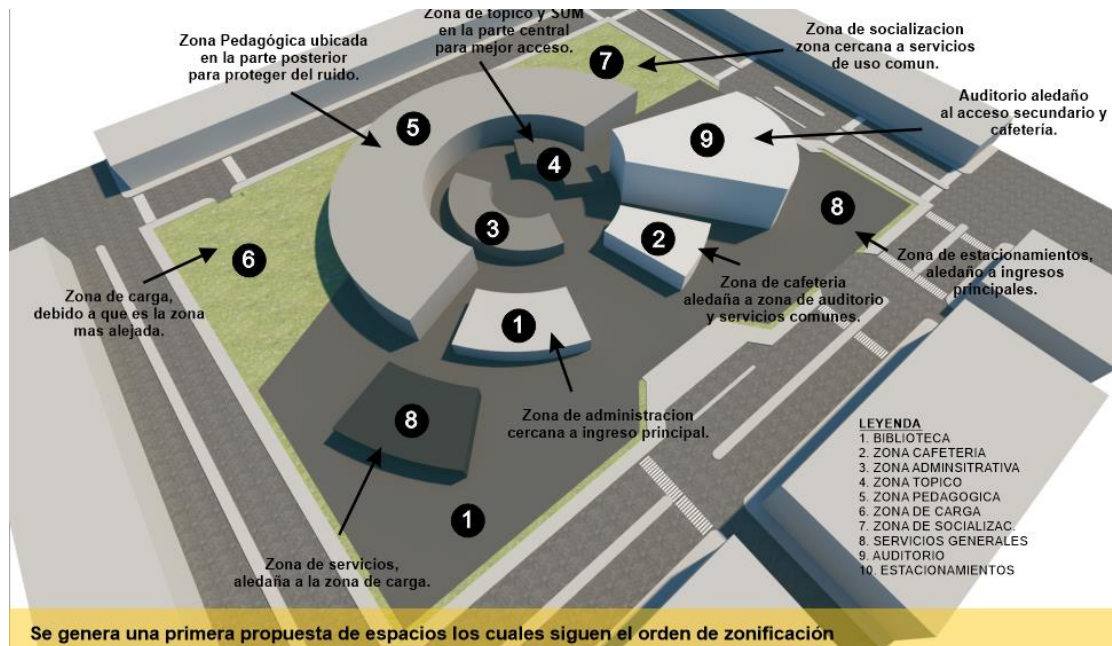 Zona de topico y SUM
en la parte central
para mejor acceso.
Zona Pedagógica ubicada
en la parte posterior
para proteger del ruido.
Zona de socializacion
zona cercana a servicios
de uso comun.
Auditorio aledaño
al acceso secundario y
cafetería.
7
5
9
4
8
3
2
6
Zona de estacionamientos,
aledaño a ingresos
principales.
Zona de cafeteria
aledaña a zona de auditorio
y servicios comunes.
Zona de carga,
debido a que es la zona
mas alejada.
1
8
Zona de administracion
cercana a ingreso principal.
1
Zona de servicios,
aledaña a la zona de carga.
LEYENDA
1. BIBLIOTECA
2. ZONA CAFETERIA
3. ZONA ADMINSITRATIVA
4. ZONA TOPICO
5. ZONA PEDAGOGICA
6. ZONA DE CARGA
7. ZONA DE SOCIALIZAC.
8. SERVICIOS GENERALES
9. AUDITORIO
10. ESTACIONAMIENTOS
Se genera una primera propuesta de espacios los cuales siguen el orden de zonificación